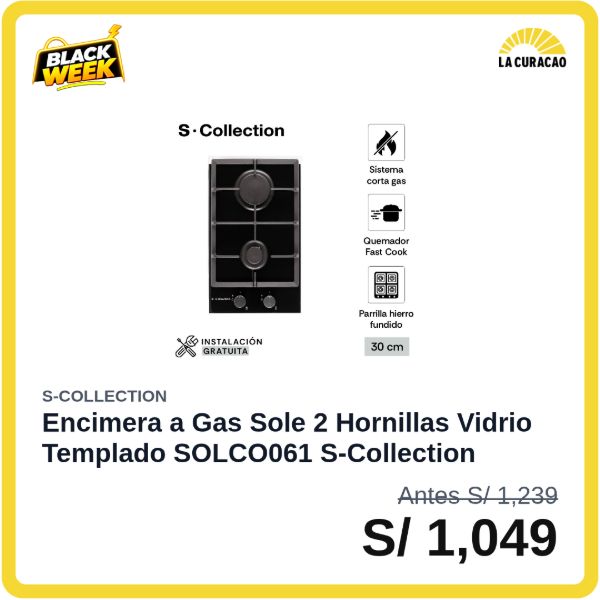 BLACK
WEEK
LA CURACAO
S·Collection
Sistema
corta gas
Quemador
Fast Cook
Parrilla hierro
fundido
30 cm
INSTALACIÓN
GRATUITA
S-COLLECTION
Encimera a Gas Sole 2 Hornillas Vidrio
Templado SOLCO061 S-Collection
Antes S/ 1,239
S/ 1,049